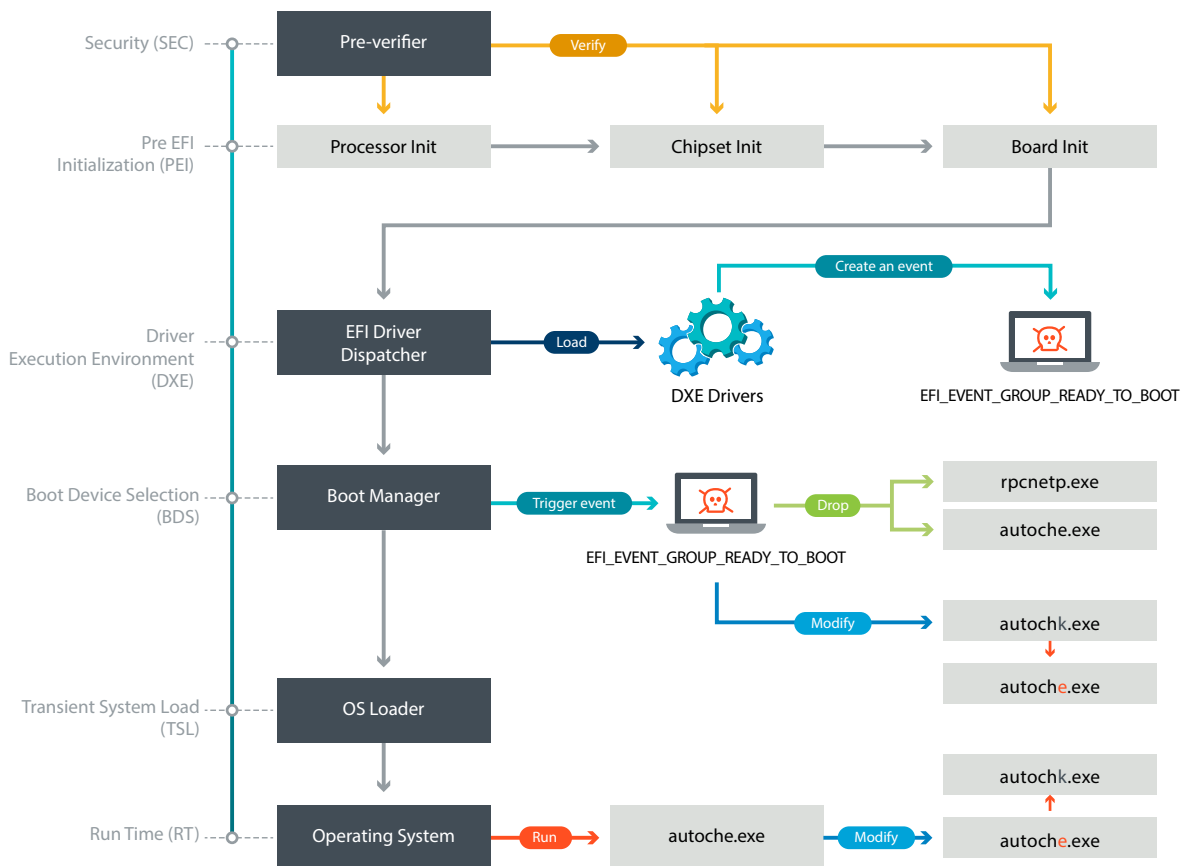 Security (SEC)
Pre-verifier
Verify
Pre EFI
Initialization (PEI)
Processor Init
Chipset Init
Board Init
Create an event
Driver
Execution Environment
(DXE)
EFI Driver
Dispatcher
Load
DXE Drivers
EFI_EVENT_GROUP_READY_TO_BOOT
Boot Device Selection
(BDS)
Boot Manager
Trigger event
EFI_EVENT_GROUP_READY_TO_BOOT
Drop
rpcnetp.exe
autoche.exe
Modify
autochk.exe
autoche.exe
Transient System Load
(TSL)
OS Loader
Run Time (RT)
Operating System
Run
autoche.exe
Modify
autochk.exe
autoche.exe